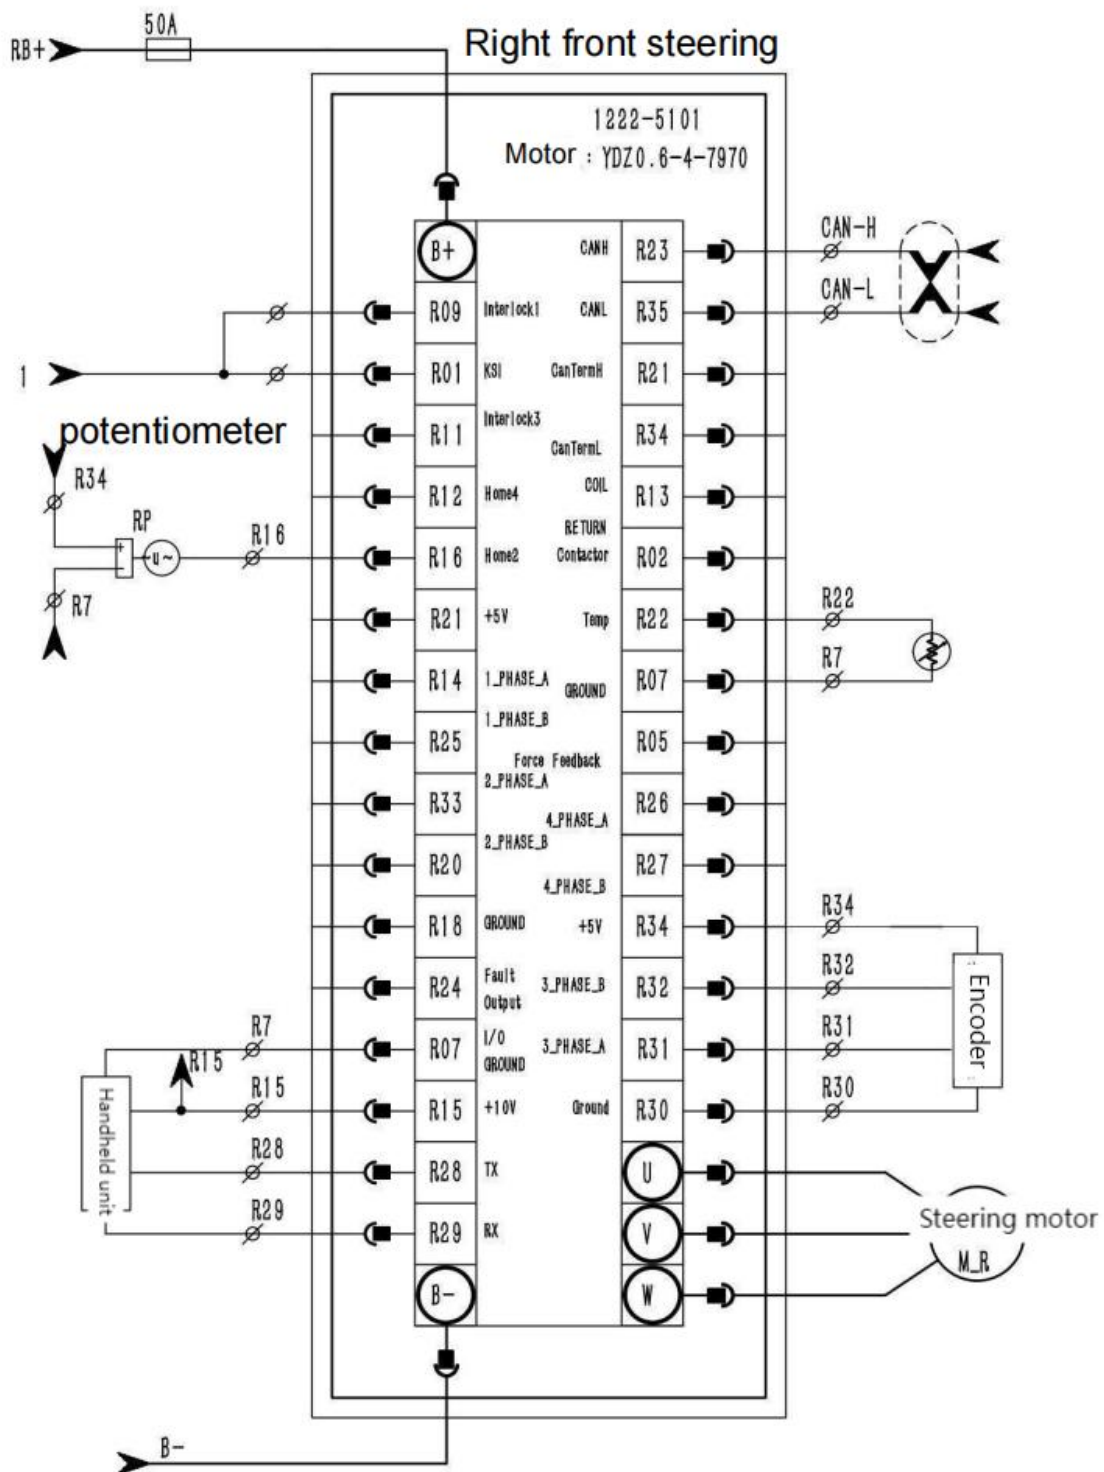 50A
RB+
Right front steering
1222-5101
Motor : YDZ0.6-4-7970
B+
CANH
R23
CAN-H
R09
Interlock1
CANL
R35
CAN-L
1
R01
KSI
CanTermH
R21
potentiometer
R11
Interlock3
CanTermL
R34
R34
R12
Home4
COIL
RETURN
R13
RP
+
-
~u~
R16
R16
Home2
Contactor
R02
R7
R21
+5V
Temp
R22
R22
R14
1_PHASE_A
GROUND
R07
R7
R25
1_PHASE_B
Force Feedback
R05
R33
2_PHASE_A
4_PHASE_A
R26
R20
2_PHASE_B
4_PHASE_B
R27
R18
GROUND
+5V
R34
R34
R24
Fault
Output
3_PHASE_B
R32
R32
Encoder
R7
R07
I/O
GROUND
3_PHASE_A
R31
R31
R15
R15
R15
+10V
Ground
R30
R30
Handheld unit
R28
R28
TX
U
R29
R29
RX
V
Steering motor
M_R
B-
W
B-